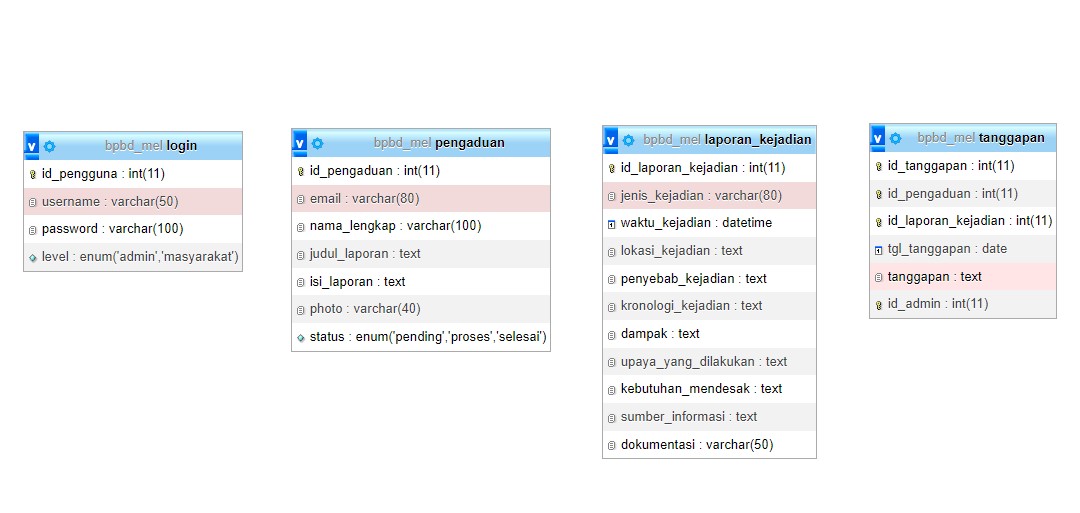 bpbd_mel login
id_pengguna : int(11)
username : varchar(50)
password : varchar(100)
level : enum('admin','masyarakat')
bpbd_mel pengaduan
id_pengaduan : int(11)
email : varchar(80)
nama_lengkap : varchar(100)
judul_laporan : text
isi_laporan : text
photo : varchar(40)
status : enum('pending','proses','selesai')
bpbd_mel laporan_kejadian
id_laporan_kejadian : int(11)
jenis_kejadian : varchar(80)
waktu_kejadian : datetime
lokasi_kejadian : text
penyebab_kejadian : text
kronologi_kejadian : text
dampak : text
upaya_yang_dilakukan : text
kebutuhan_mendesak : text
sumber_informasi : text
dokumentasi : varchar(50)
bpbd_mel tanggapan
id_tanggapan : int(11)
id_pengaduan : int(11)
id_laporan_kejadian : int(11)
tgl_tanggapan : date
tanggapan : text
id_admin : int(11)